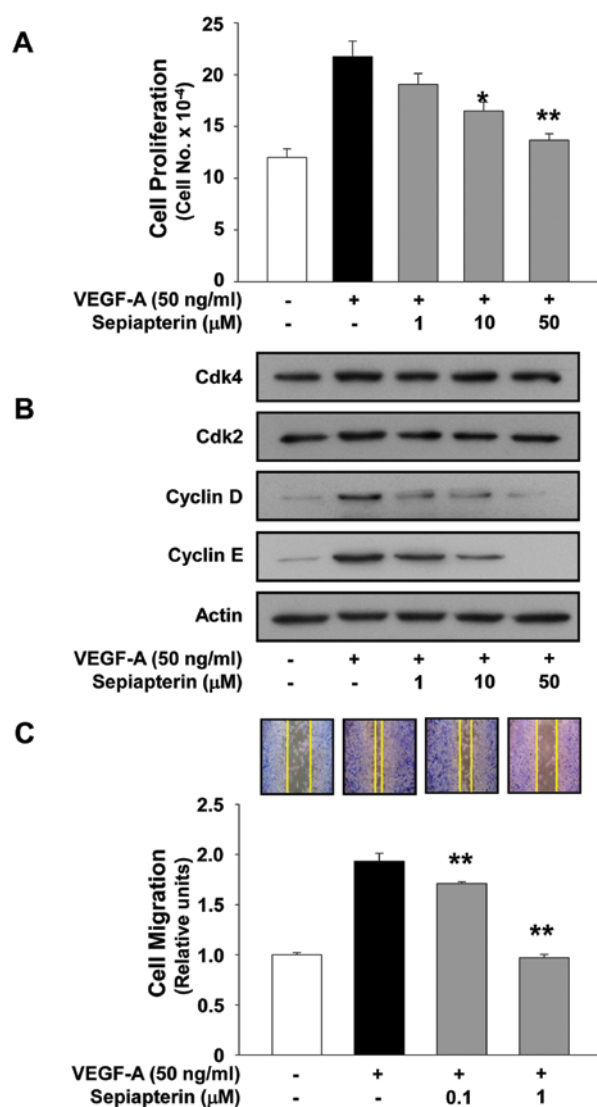 A
Cell Proliferation
(Cell No. x 10-4)
25
20
15
10
5
0
*
**
VEGF-A (50 ng/ml) - + + + +
Sepiapterin (μM) - - 1 10 50
B
Cdk4
Cdk2
Cyclin D
Cyclin E
Actin
VEGF-A (50 ng/ml) - + + + +
Sepiapterin (μM) - - 1 10 50
C
Cell Migration
(Relative units)
2.5
2.0
1.5
1.0
0.5
0
**
**
VEGF-A (50 ng/ml) - + + +
Sepiapterin (μM) - - 0.1 1